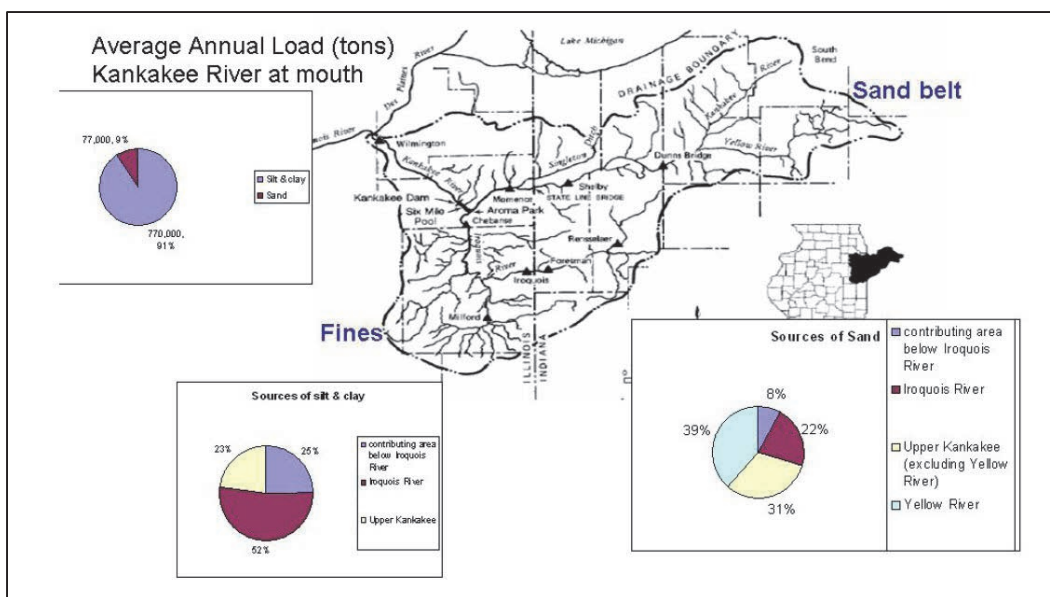 Average Annual Load (tons)
Kankakee River at mouth
77,000, 9%
770,000,
91%
Silt & clay
Sand
Lake Michigan
South
Bend
DRAINAGE BOUNDARY
River
Kankakee
Sand belt
Des Plaines
River
River
Wilmington
Kankakee River
Singleton
Ditch
Yellow River
Dunns Bridge
Kankakee Dam
Momence
Shelby
STATE LINE BRIDGE
Six Mile
Pool
Aroma Park
Chebanse
Iroquois
River
Rensselaer
Foresman
Iroquois
Milford
Fines
ILLINOIS
INDIANA
Sources of silt & clay
23%
25%
52%
contributing area
below Iroquois
River
Iroquois River
Upper Kankakee
Sources of Sand
8%
22%
39%
31%
contributing area
below Iroquois
River
Iroquois River
Upper Kankakee
(excluding Yellow
River)
Yellow River